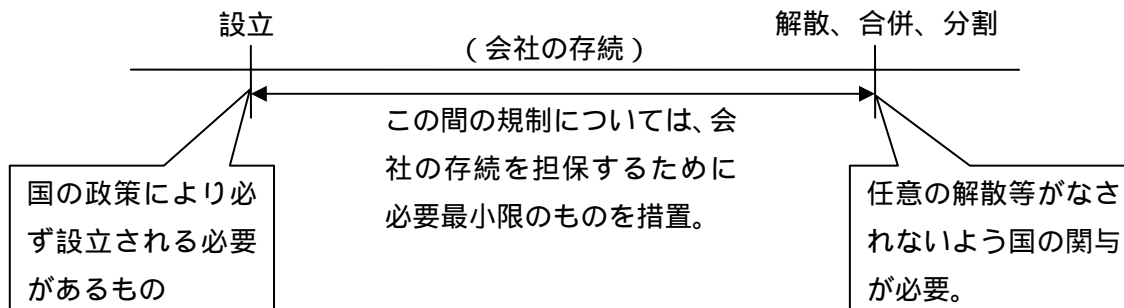 設立
解散、合併、分割
（会社の存続）
この間の規制については、会
社の存続を担保するために
必要最小限のものを措置。
国の政策により必
ず設立される必要
があるもの
任意の解散等がなさ
れないよう国の関与
が必要。